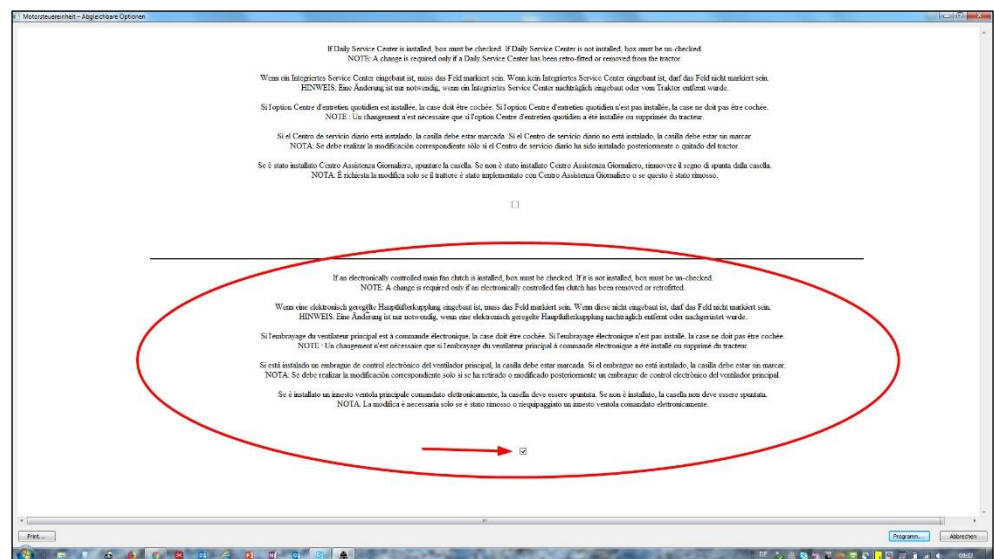 Motorsteuereinheit - Abgleichbare Optionen
If Daily Service Center is installed, box must be checked. If Daily Service Center is not installed, box must be un-checked.
NOTE: A change is required only if a Daily Service Center has been retro-fitted or removed from the tractor.
Wenn ein Integriertes Service Center eingebaut ist, muss das Feld markiert sein. Wenn kein Integriertes Service Center eingebaut ist, darf das Feld nicht markiert sein.
HINWEIS: Eine Änderung ist nur notwendig, wenn ein Integriertes Service Center nachträglich eingebaut oder vom Traktor entfernt wurde.
Si l'option Centre d'entretien quotidien est installée, la case doit être cochée. Si l'option Centre d'entretien quotidien n'est pas installée, la case ne doit pas être cochée.
NOTE : Un changement n'est nécessaire que si l'option Centre d'entretien quotidien a été installée ou supprimée du tracteur.
Si el Centro de servicio diario está instalado, la casilla debe estar marcada. Si el Centro de servicio diario no está instalado, la casilla debe estar sin marcar.
NOTA: Se debe realizar la modificación correspondiente sólo si el Centro de servicio diario ha sido instalado posteriormente o quitado del tractor.
Se è stato installato Centro Assistenza Giornaliero, spuntare la casella. Se non è stato installato Centro Assistenza Giornaliero, rimuovere il segno di spunta dalla casella.
NOTA: È richiesta la modifica solo se il trattore è stato implementato con Centro Assistenza Giornaliero o se questo è stato rimosso.
If an electronically controlled main fan clutch is installed, box must be checked. If it is not installed, box must be un-checked.
NOTE: A change is required only if an electronically controlled fan clutch has been removed or retrofitted.
Wenn eine elektronisch geregelte Hauptlüfterkupplung eingebaut ist, muss das Feld markiert sein. Wenn diese nicht eingebaut ist, darf das Feld nicht markiert sein.
HINWEIS: Eine Änderung ist nur notwendig, wenn eine elektronisch geregelte Hauptlüfterkupplung nachträglich entfernt oder nachgerüstet wurde.
Si l'embrayage du ventilateur principal est à commande électronique, la case doit être cochée. Si l'embrayage électronique n'est pas installé, la case ne doit pas être cochée.
NOTE : Un changement n'est nécessaire que si l'embrayage du ventilateur principal à commande électronique a été installé ou supprimé du tracteur.
Si está instalado un embrague de control electrónico del ventilador principal, la casilla debe estar marcada. Si el embrague no está instalado, la casilla debe estar sin marcar.
NOTA: Se debe realizar la modificación correspondiente sólo si se ha retirado o modificado posteriormente un embrague de control electrónico del ventilador principal.
Se è installato un innesto ventola principale comandato elettronicamente, la casella deve essere spuntata. Se non è installato, la casella non deve essere spuntata.
NOTA: La modifica è necessaria solo se è stato rimosso o riequipaggiato un innesto ventola comandato elettronicamente.
Print...
Programm...
Abbrechen
DE
09:32